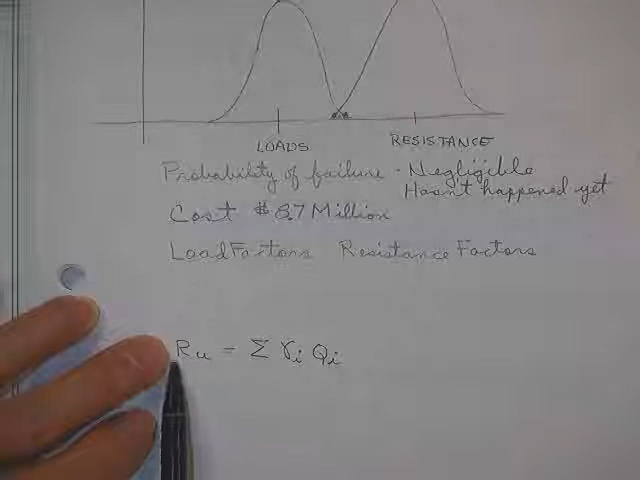 LOADS RESISTANCE
Probability of failure · Negligible
Hasn't happened yet
Cost $8.7 Million
Load Factors Resistance Factors
Ru = Σ γi Qi